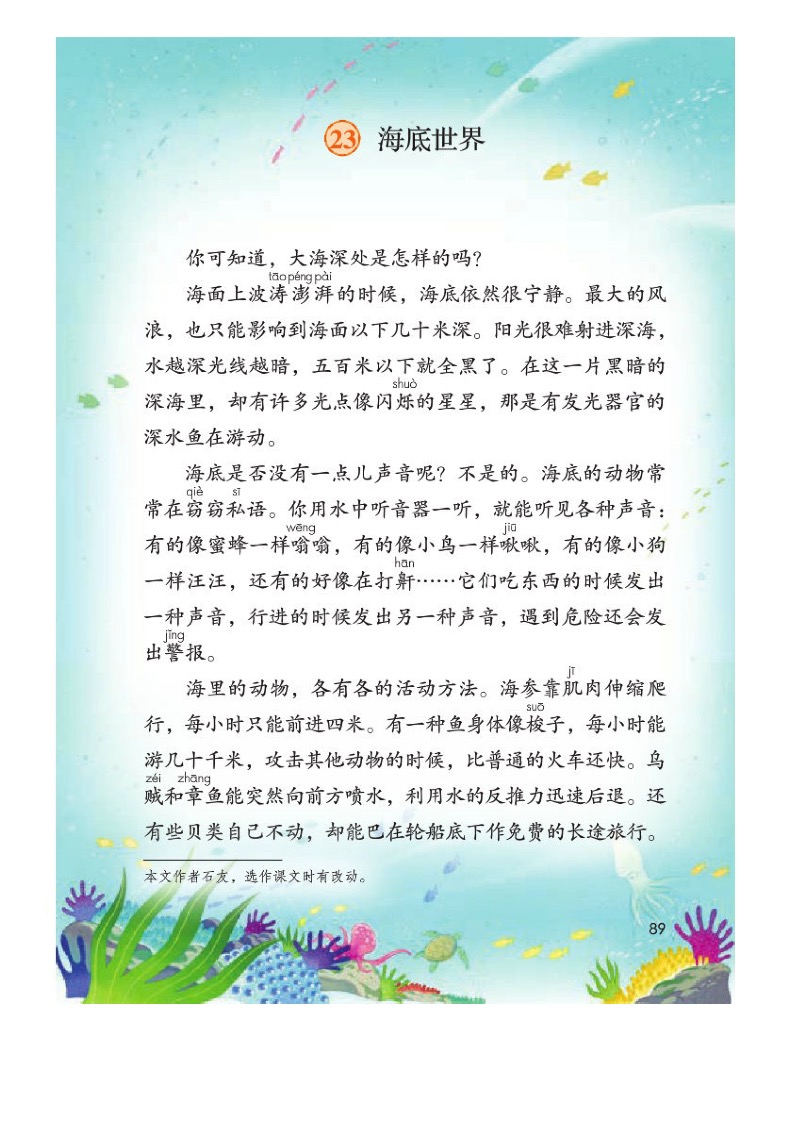 23 海底世界
你可知道，大海深处是怎样的吗？
tāo péng pài
海面上波涛澎湃的时候，海底依然很宁静。最大的风
浪，也只能影响到海面以下几十米深。阳光很难射进深海，
水越深光线越暗，五百米以下就全黑了。在这一片黑暗的
shuò
深海里，却有许多光点像闪烁的星星，那是有发光器官的
深水鱼在游动。
海底是否没有一点儿声音呢？不是的。海底的动物常
qiè sī
常在窃窃私语。你用水中听音器一听，就能听见各种声音：
wēng jiū
有的像蜜蜂一样嗡嗡，有的像小鸟一样啾啾，有的像小狗
hān
一样汪汪，还有的好像在打鼾……它们吃东西的时候发出
一种声音，行进的时候发出另一种声音，遇到危险还会发
jǐng
出警报。
海里的动物，各有各的活动方法。海参靠肌肉伸缩爬
jī
suō
行，每小时只能前进四米。有一种鱼身体像梭子，每小时能
游几十千米，攻击其他动物的时候，比普通的火车还快。乌
zéi zhāng
贼和章鱼能突然向前方喷水，利用水的反推力迅速后退。还
有些贝类自己不动，却能巴在轮船底下作免费的长途旅行。
本文作者石友，选作课文时有改动。
89